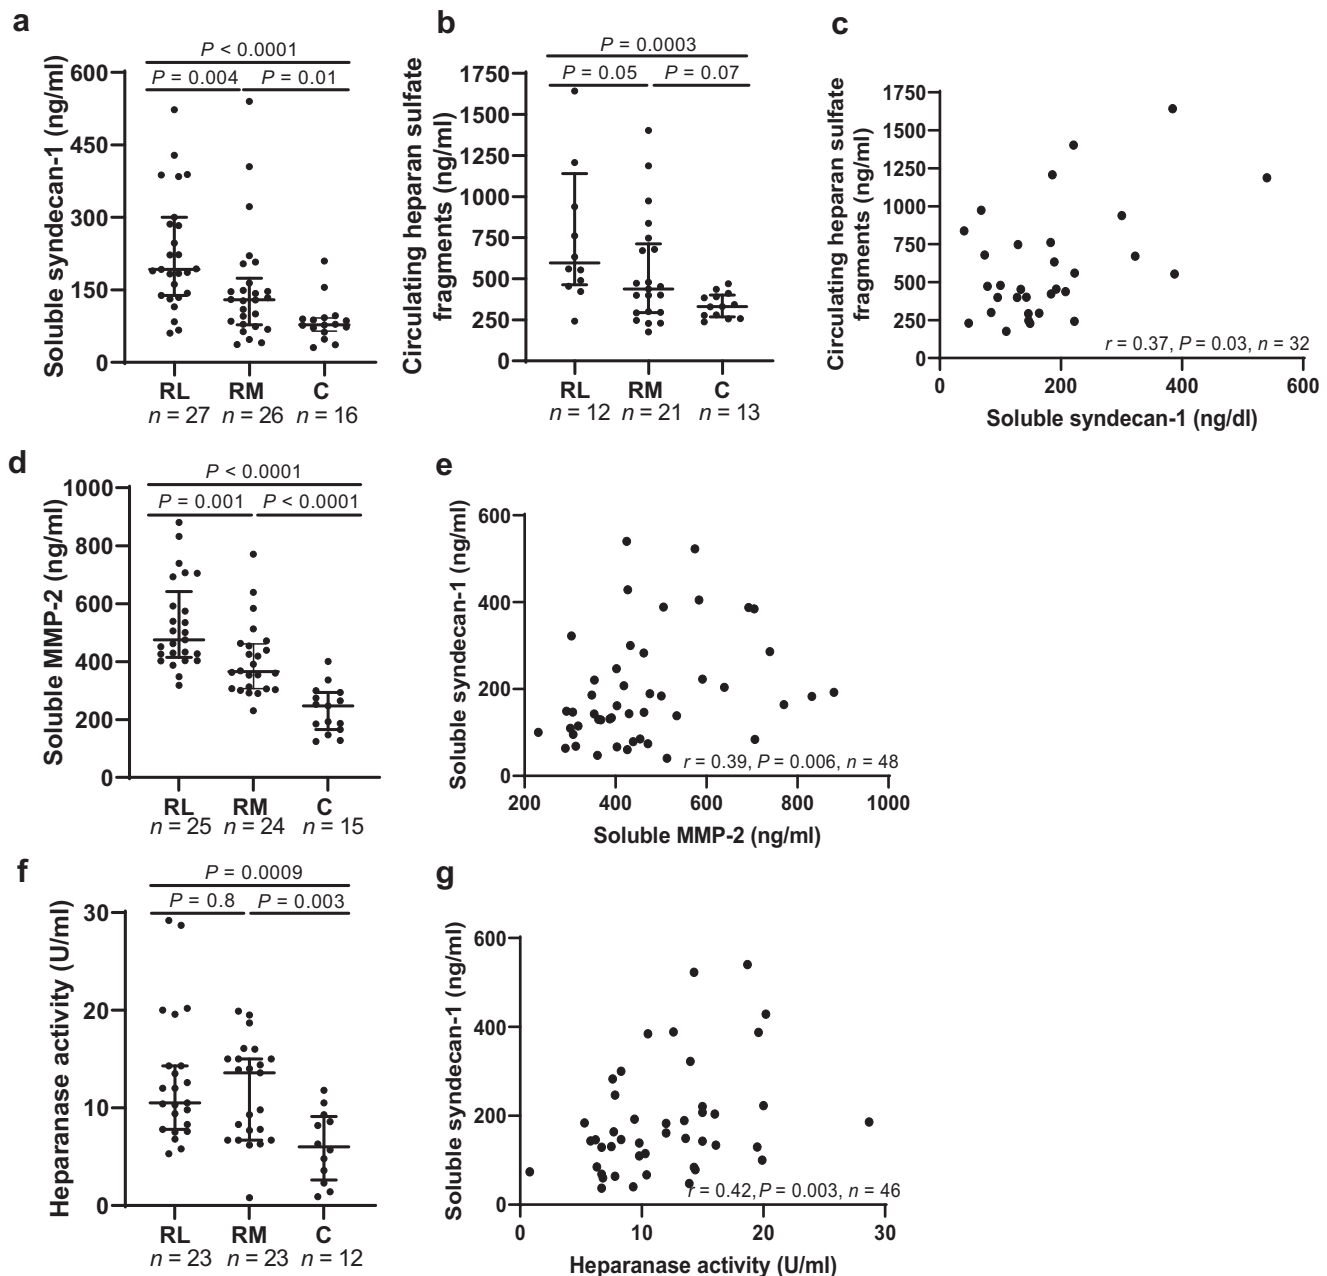 a
P < 0.0001
P = 0.004
P = 0.01
Soluble syndecan-1 (ng/ml)
600
450
300
150
0
RL
RM
C
n = 27
n = 26
n = 16
b
P = 0.0003
P = 0.05
P = 0.07
Circulating heparan sulfate
fragments (ng/ml)
1750
1500
1250
1000
750
500
250
0
RL
RM
C
n = 12
n = 21
n = 13
c
Circulating heparan sulfate
fragments (ng/ml)
1750
1500
1250
1000
750
500
250
0
r = 0.37, P = 0.03, n = 32
0
200
400
600
Soluble syndecan-1 (ng/dl)
d
P < 0.0001
P = 0.001
P < 0.0001
Soluble MMP-2 (ng/ml)
1000
800
600
400
200
0
RL
RM
C
n = 25
n = 24
n = 15
e
Soluble syndecan-1 (ng/ml)
600
400
200
0
r = 0.39, P = 0.006, n = 48
200
400
600
800
1000
Soluble MMP-2 (ng/ml)
f
P = 0.0009
P = 0.8
P = 0.003
Heparanase activity (U/ml)
30
20
10
0
RL
RM
C
n = 23
n = 23
n = 12
g
Soluble syndecan-1 (ng/ml)
600
400
200
0
r = 0.42, P = 0.003, n = 46
0
10
20
30
Heparanase activity (U/ml)